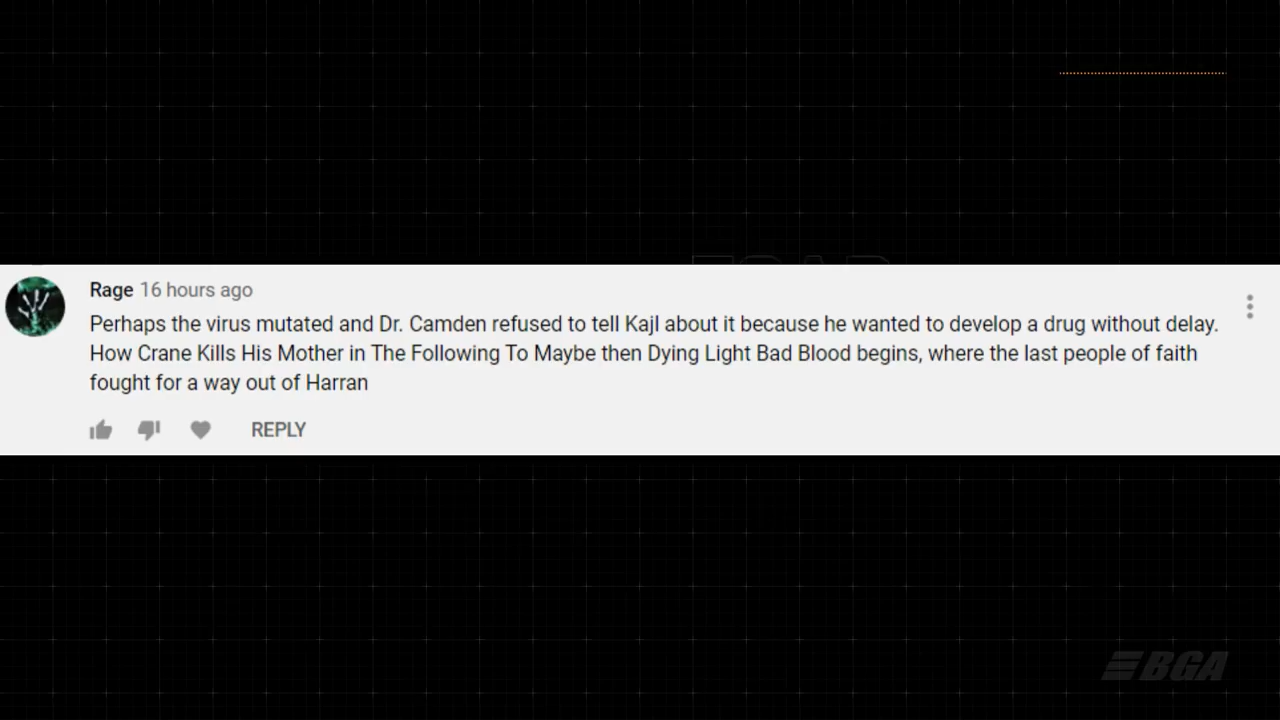 Rage 16 hours ago
Perhaps the virus mutated and Dr. Camden refused to tell Kajl about it because he wanted to develop a drug without delay.
How Crane Kills His Mother in The Following To Maybe then Dying Light Bad Blood begins, where the last people of faith
fought for a way out of Harran
REPLY
BGA